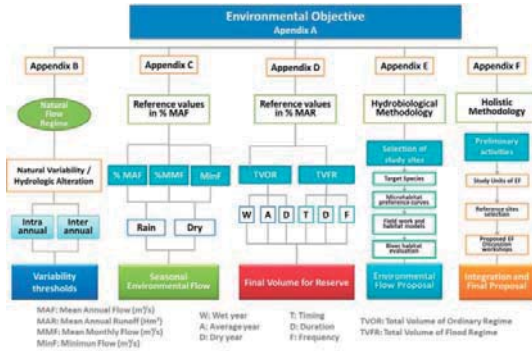 Environmental Objective
Apendix A
Appendix B
Appendix C
Appendix D
Appendix E
Appendix F
Natural Flow
Regime
Reference values
in % MAF
Reference values
in % MAR
Hydrobiological
Methodology
Holistic
Methodology
Selection of
study sites
Preliminary
activities
Natural Variability /
Hydrologic Alteration
% MAF
%MMF
MinF
TVOR
TVFR
Target Species
Study Units of EF
Microhabitat
preference curves
Reference sites
selection
Intra
annual
Inter
annual
Rain
Dry
W
A
D
T
D
F
Field work and
habitat models
River habitat
evaluation
Proposed EF
Discussion
workshops
Variability
thresholds
Seasonal
Environmental Flow
Final Volume for Reserve
Environmental
Flow Proposal
Integration and
Final Proposal
MAF: Mean Annual Flow (m³/s)
MAR: Mean Annual Runoff (Hm³)
MMF: Mean Monthly Flow (m³/s)
MinF: Minimun Flow (m³/s)
W: Wet year
A: Average year
D: Dry year
T: Timing
D: Duration
F: Frequency
TVOR: Total Volume of Ordinary Regime
TVFR: Total Volume of Flood Regime